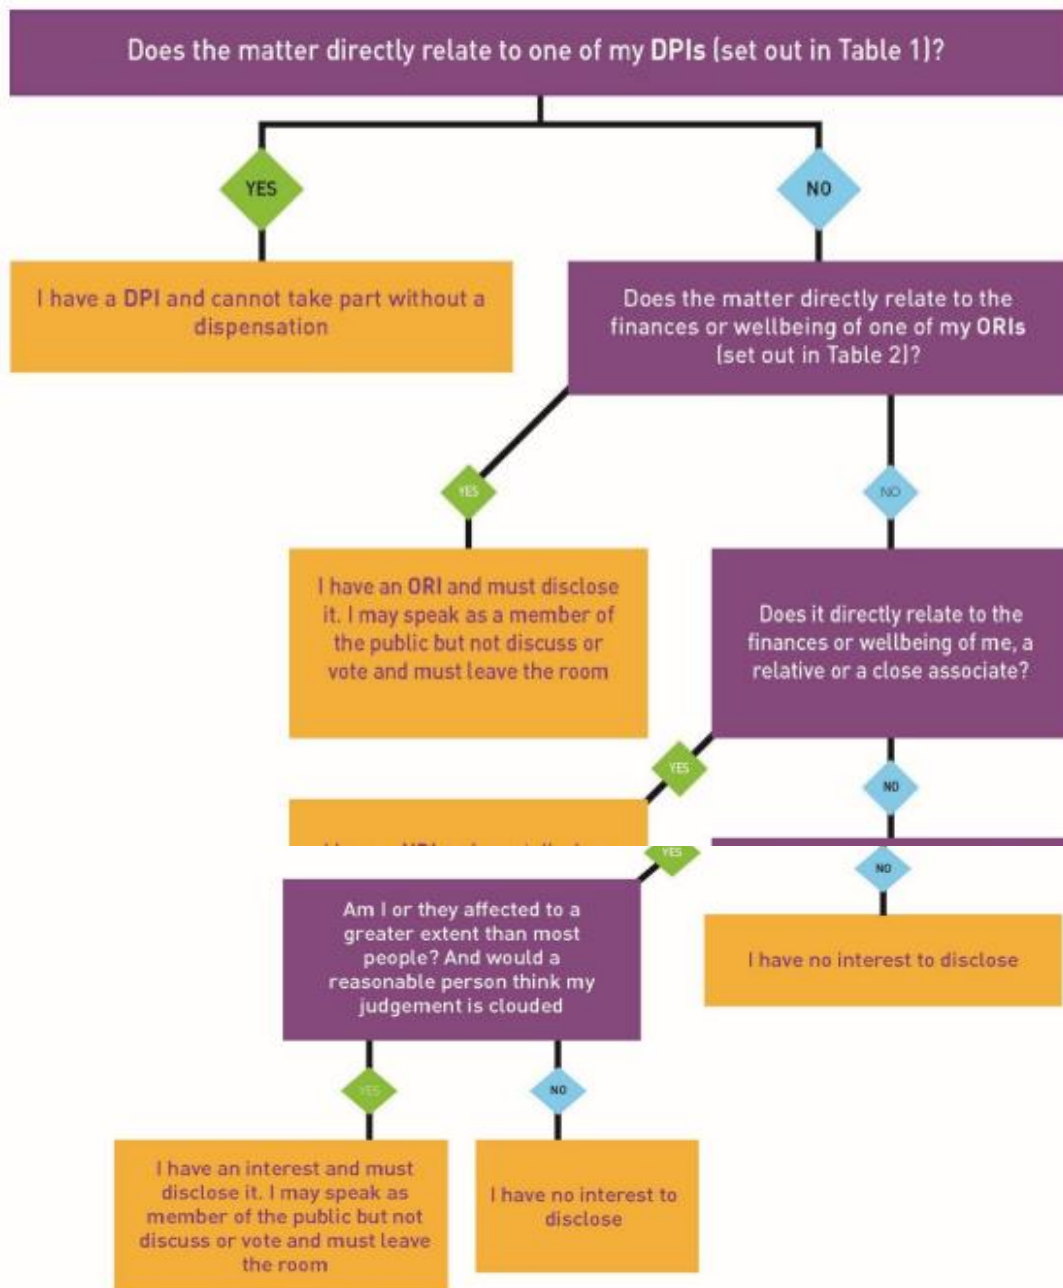 Does the matter directly relate to one of my DPIs (set out in Table 1)?
YES
NO
I have a DPI and cannot take part without a
dispensation
Does the matter directly relate to the
finances or wellbeing of one of my ORIs
(set out in Table 2)?
YES
NO
I have an ORI and must disclose
it. I may speak as a member of
the public but not discuss or
vote and must leave the room
Does it directly relate to the
finances or wellbeing of me, a
relative or a close associate?
YES
NO
YES
NO
Am I or they affected to a
greater extent than most
people? And would a
reasonable person think my
judgement is clouded
I have no interest to disclose
YES
NO
I have an interest and must
disclose it. I may speak as
member of the public but not
discuss or vote and must leave
the room
I have no interest to
disclose